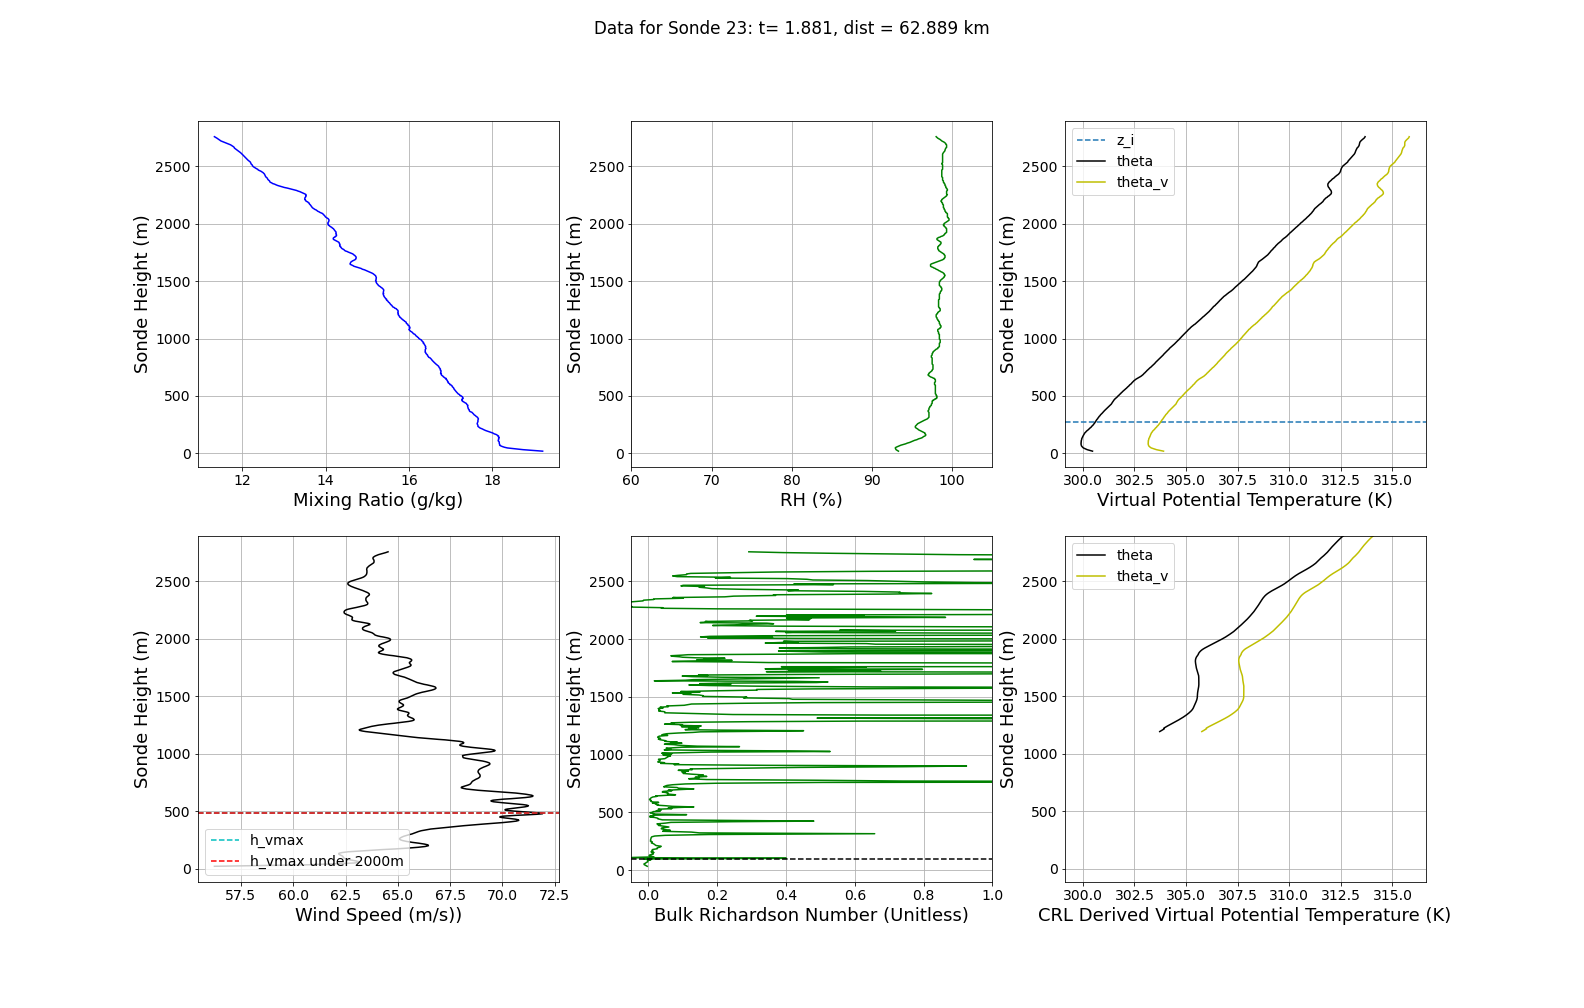 Data for Sonde 23: t= 1.881, dist = 62.889 km
Sonde Height (m)
2500
2000
1500
1000
500
0
12 14 16 18
Mixing Ratio (g/kg)
Sonde Height (m)
2500
2000
1500
1000
500
0
60 70 80 90 100
RH (%)
Sonde Height (m)
2500
2000
1500
1000
500
0
z_i
theta
theta_v
300.0 302.5 305.0 307.5 310.0 312.5 315.0
Virtual Potential Temperature (K)
Sonde Height (m)
2500
2000
1500
1000
500
0
h_vmax
h_vmax under 2000m
57.5 60.0 62.5 65.0 67.5 70.0 72.5
Wind Speed (m/s))
Sonde Height (m)
2500
2000
1500
1000
500
0
0.0 0.2 0.4 0.6 0.8 1.0
Bulk Richardson Number (Unitless)
Sonde Height (m)
2500
2000
1500
1000
500
0
theta
theta_v
300.0 302.5 305.0 307.5 310.0 312.5 315.0
CRL Derived Virtual Potential Temperature (K)